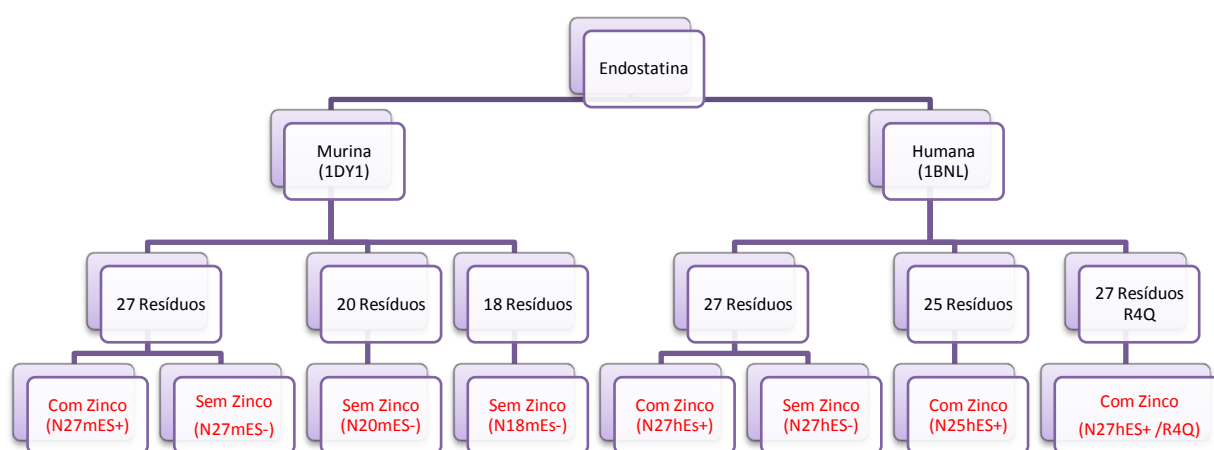 Endostatina
Murina
(1DY1)
Humana
(1BNL)
27 Resíduos
20 Resíduos
18 Resíduos
27 Resíduos
25 Resíduos
27 Resíduos
R4Q
Com Zinco
(N27mES+)
Sem Zinco
(N27mES-)
Sem Zinco
(N20mES-)
Sem Zinco
(N18mEs-)
Com Zinco
(N27hEs+)
Sem Zinco
(N27hES-)
Com Zinco
(N25hES+)
Com Zinco
(N27hES+ /R4Q)